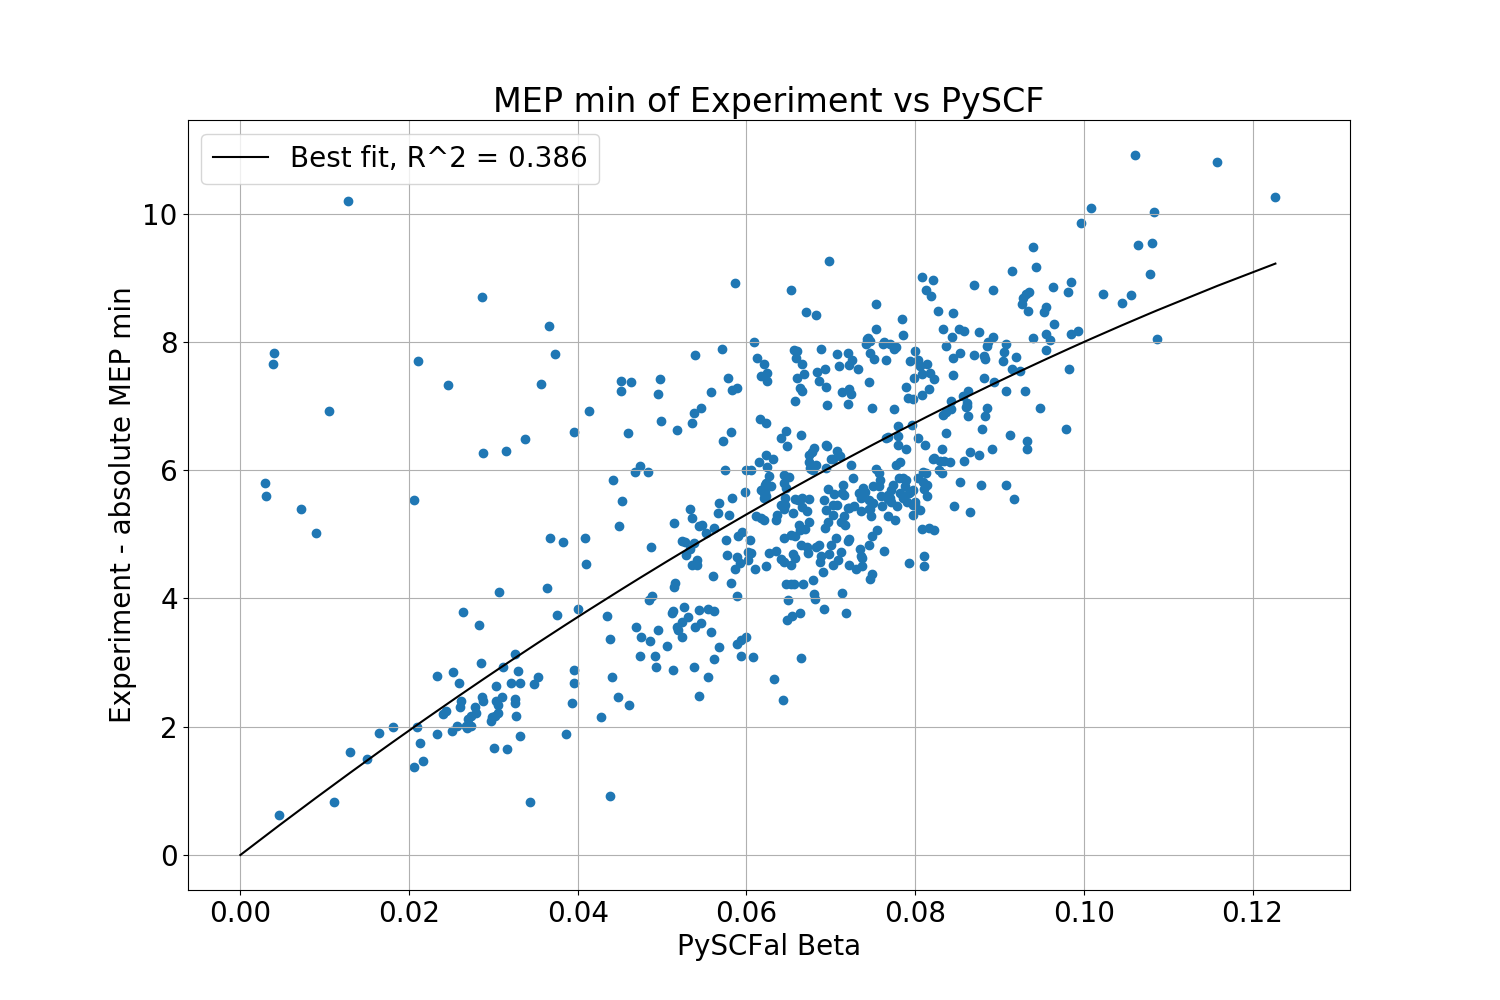 MEP min of Experiment vs PySCF
Best fit, R^2 = 0.386
Experiment - absolute MEP min
10
8
6
4
2
0
0.00 0.02 0.04 0.06 0.08 0.10 0.12
PySCFal Beta